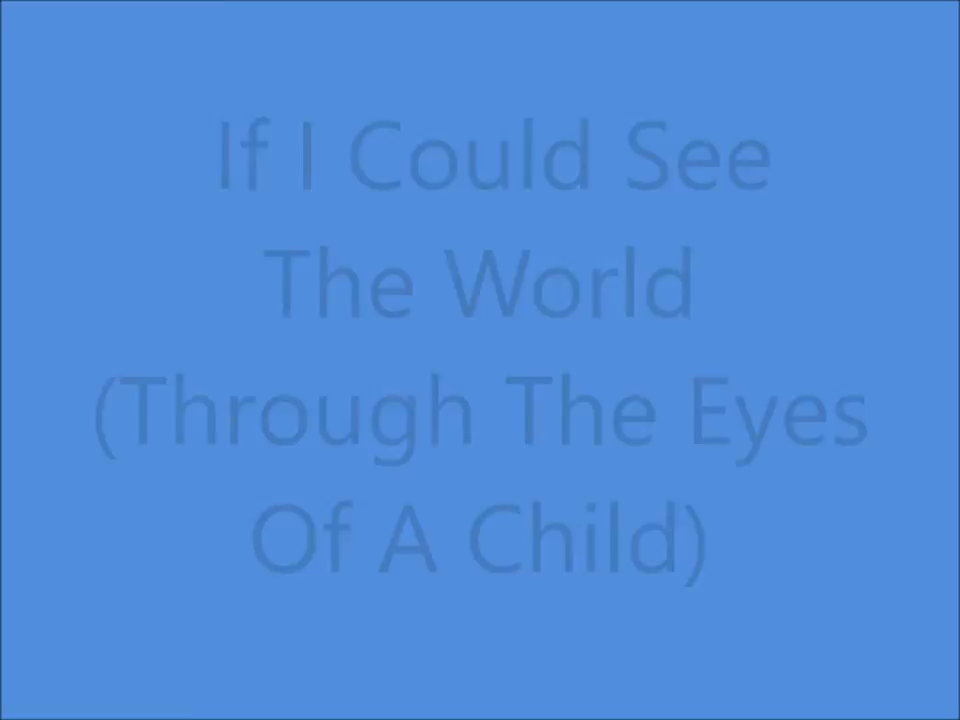 If I Could See
The World
(Through The Eyes
Of A Child)